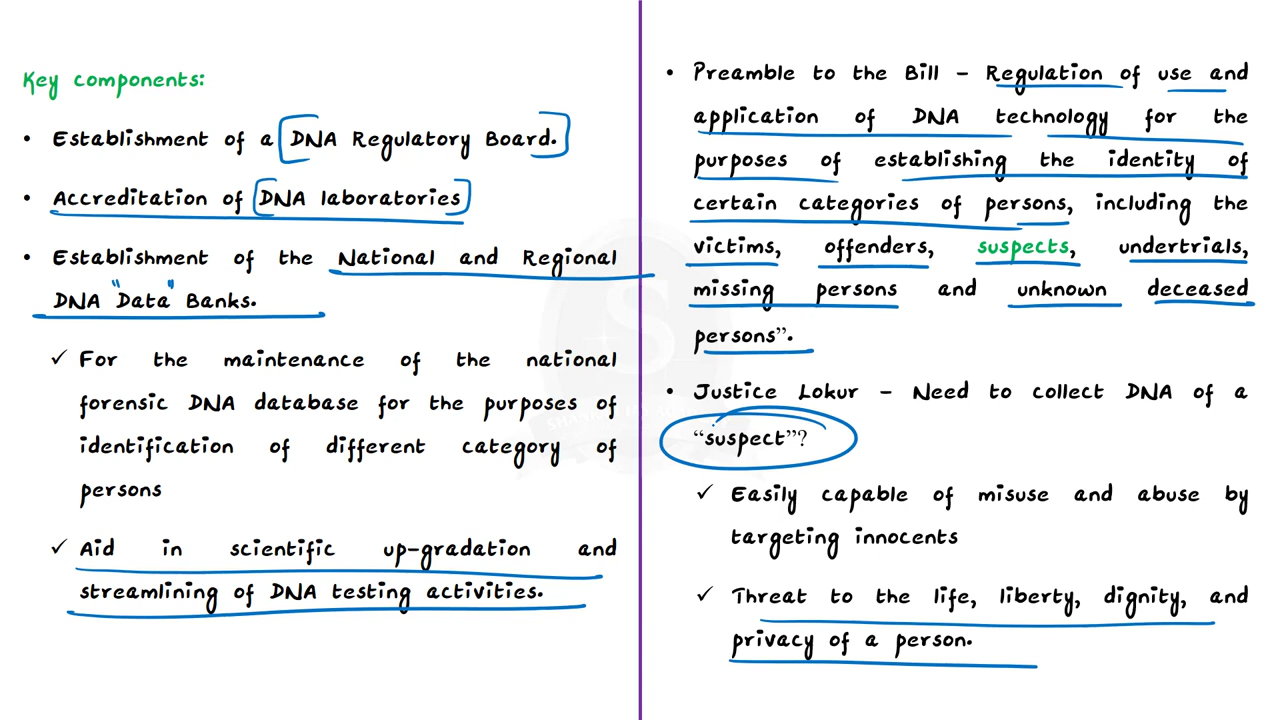 Key components:
• Establishment of a DNA Regulatory Board.
• Accreditation of DNA laboratories
• Establishment of the National and Regional
DNA "Data" Banks.
✓ For the maintenance of the national
forensic DNA database for the purposes of
identification of different category of
persons
✓ Aid in scientific up-gradation and
streamlining of DNA testing activities.
• Preamble to the Bill – Regulation of use and
application of DNA technology for the
purposes of establishing the identity of
certain categories of persons, including the
victims, offenders, suspects, undertrials,
missing persons and unknown deceased
persons”.
• Justice Lokur – Need to collect DNA of a
“suspect”?
✓ Easily capable of misuse and abuse by
targeting innocents
✓ Threat to the life, liberty, dignity, and
privacy of a person.